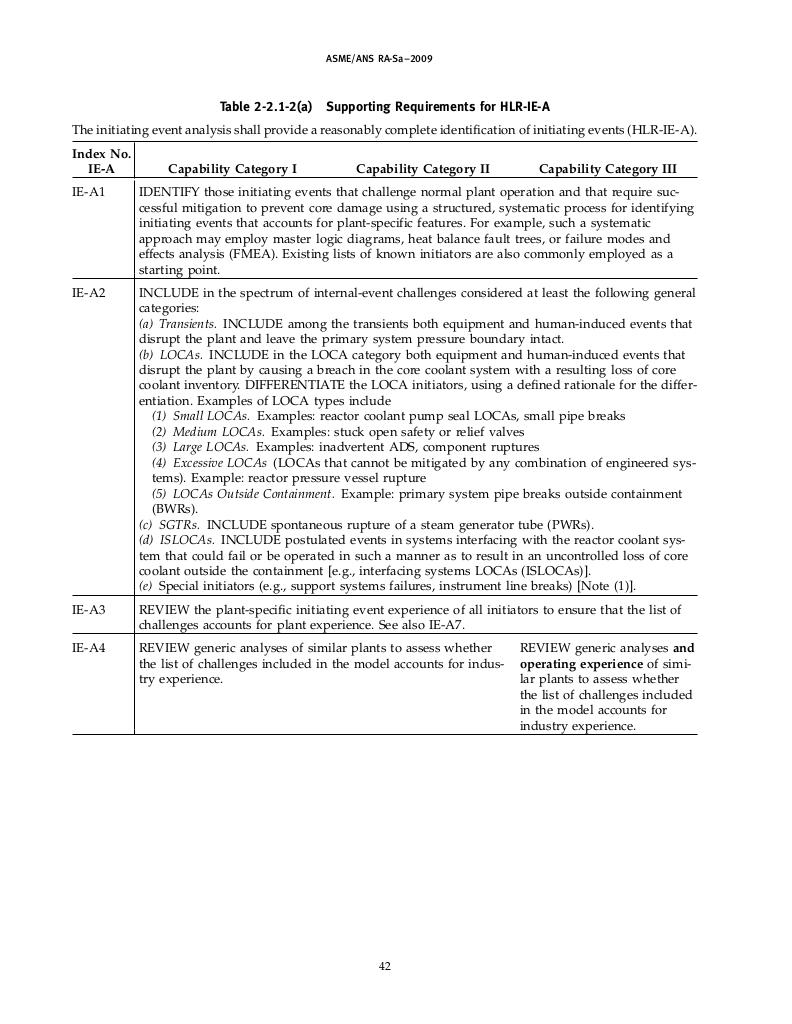 ASME/ANS RA-Sa–2009
Table 2-2.1-2(a) Supporting Requirements for HLR-IE-A
The initiating event analysis shall provide a reasonably complete identification of initiating events (HLR-IE-A).
Index No.
IE-A Capability Category I Capability Category II Capability Category III
IE-A1 IDENTIFY those initiating events that challenge normal plant operation and that require suc-
cessful mitigation to prevent core damage using a structured, systematic process for identifying
initiating events that accounts for plant-specific features. For example, such a systematic
approach may employ master logic diagrams, heat balance fault trees, or failure modes and
effects analysis (FMEA). Existing lists of known initiators are also commonly employed as a
starting point.
IE-A2 INCLUDE in the spectrum of internal-event challenges considered at least the following general
categories:
(a) Transients. INCLUDE among the transients both equipment and human-induced events that
disrupt the plant and leave the primary system pressure boundary intact.
(b) LOCAs. INCLUDE in the LOCA category both equipment and human-induced events that
disrupt the plant by causing a breach in the core coolant system with a resulting loss of core
coolant inventory. DIFFERENTIATE the LOCA initiators, using a defined rationale for the differ-
entiation. Examples of LOCA types include
(1) Small LOCAs. Examples: reactor coolant pump seal LOCAs, small pipe breaks
(2) Medium LOCAs. Examples: stuck open safety or relief valves
(3) Large LOCAs. Examples: inadvertent ADS, component ruptures
(4) Excessive LOCAs (LOCAs that cannot be mitigated by any combination of engineered sys-
tems). Example: reactor pressure vessel rupture
(5) LOCAs Outside Containment. Example: primary system pipe breaks outside containment
(BWRs).
(c) SGTRs. INCLUDE spontaneous rupture of a steam generator tube (PWRs).
(d) ISLOCAs. INCLUDE postulated events in systems interfacing with the reactor coolant sys-
tem that could fail or be operated in such a manner as to result in an uncontrolled loss of core
coolant outside the containment [e.g., interfacing systems LOCAs (ISLOCAs)].
(e) Special initiators (e.g., support systems failures, instrument line breaks) [Note (1)].
IE-A3 REVIEW the plant-specific initiating event experience of all initiators to ensure that the list of
challenges accounts for plant experience. See also IE-A7.
IE-A4 REVIEW generic analyses of similar plants to assess whether
the list of challenges included in the model accounts for indus-
try experience.
REVIEW generic analyses and
operating experience of simi-
lar plants to assess whether
the list of challenges included
in the model accounts for
industry experience.
42